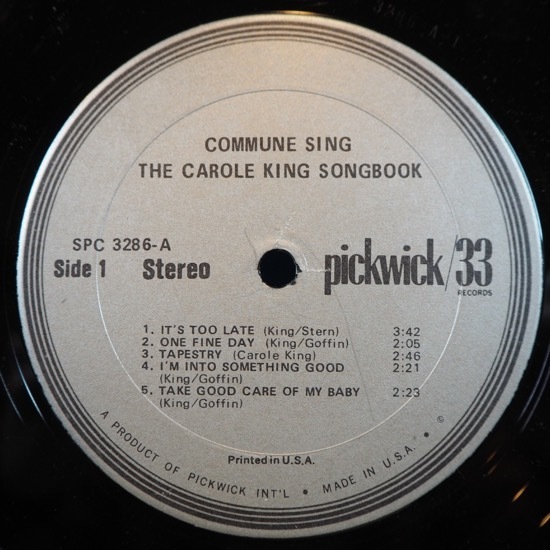 COMMUNE SING
THE CAROLE KING SONGBOOK
SPC 3286-A
Side 1 Stereo
pickwick/33
RECORDS
1. IT'S TOO LATE (King/Stern) 3:42
2. ONE FINE DAY (King/Goffin) 2:05
3. TAPESTRY (Carole King) 2:46
4. I'M INTO SOMETHING GOOD 2:21
(King/Goffin)
5. TAKE GOOD CARE OF MY BABY 2:23
(King/Goffin)
Printed in U.S.A.
A PRODUCT OF PICKWICK INT'L • MADE IN U.S.A. • ©